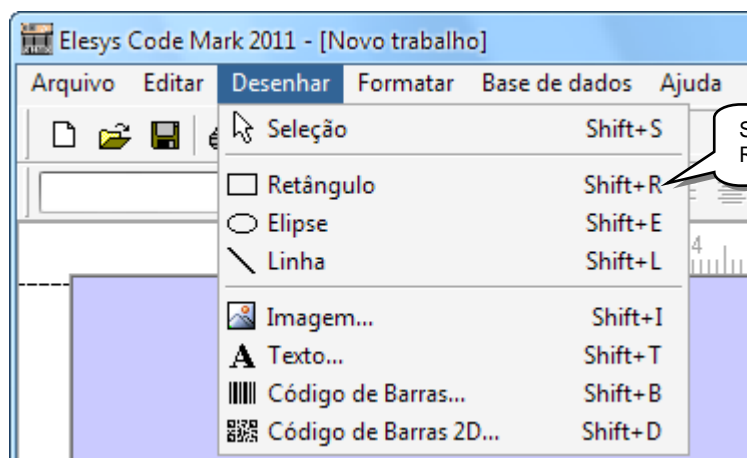 Elesys Code Mark 2011 - [Novo trabalho]
Arquivo Editar Desenhar Formatar Base de dados Ajuda
Seleção Shift+S
Retângulo Shift+R
Elipse Shift+E
Linha Shift+L
4
Imagem... Shift+I
Texto... Shift+T
Código de Barras... Shift+B
Código de Barras 2D... Shift+D